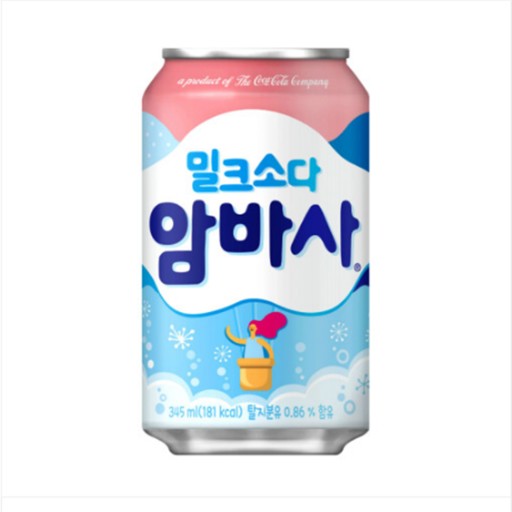 a product of The Coca-Cola Company
밀크소다
암바사
®
345 ml(181 kcal) 탈지분유 0.86 % 함유